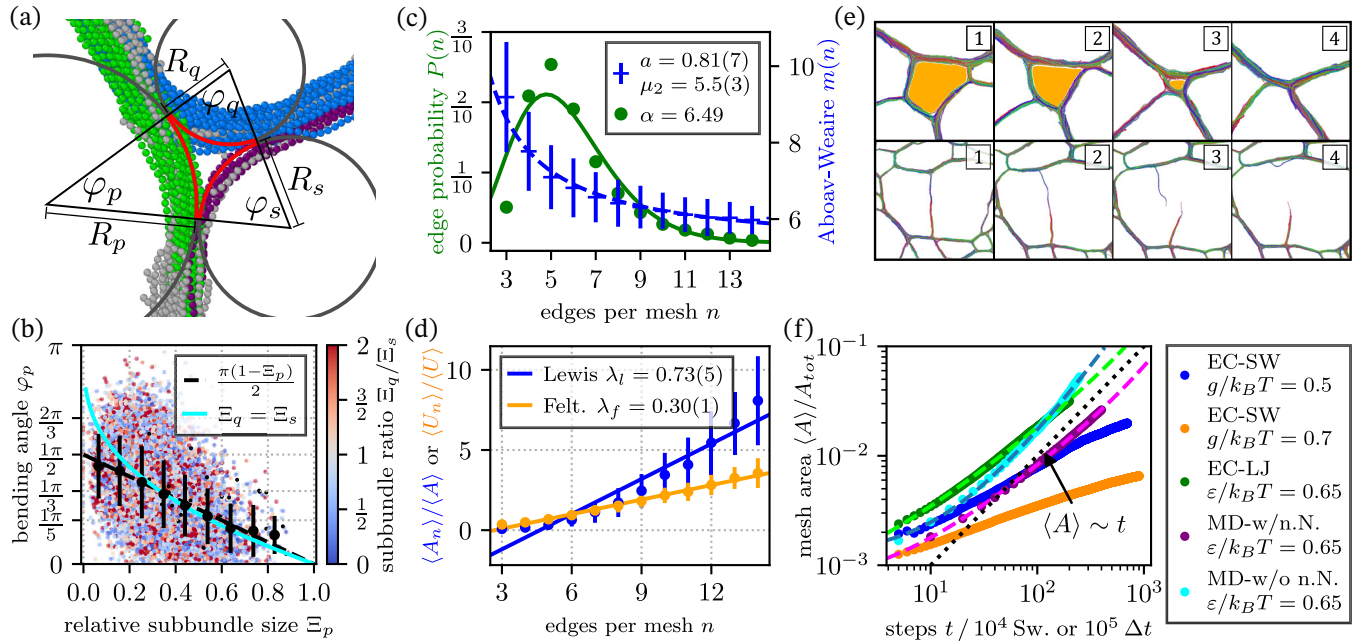 (a)
R_q
φ_q
φ_p
R_p
R_s
φ_s
(b)
bending angle φ_p
π
2π/3
1π/2
1π/3
1π/5
0
π(1−Ξ_p)/2
Ξ_q = Ξ_s
0.0 0.2 0.4 0.6 0.8 1.0
relative subbundle size Ξ_p
2
3/2
1
1/2
0
subbundle ratio Ξ_q/Ξ_s
(c)
edge probability P(n)
3/10
1/2
1/10
0
a = 0.81(7)
μ_2 = 5.5(3)
α = 6.49
10
8
6
Aboav-Weaire m(n)
3 5 7 9 11 13
edges per mesh n
(d)
⟨A_n⟩/⟨A⟩ or ⟨U_n⟩/⟨U⟩
10
5
0
Lewis λ_l = 0.73(5)
Felt. λ_f = 0.30(1)
3 6 9 12
edges per mesh n
(e)
1 2 3 4
1 2 3 4
(f)
mesh area ⟨A⟩/A_tot
10^−1
10^−2
10^−3
⟨A⟩ ∼ t
10^1 10^2 10^3
steps t / 10^4 Sw. or 10^5 Δt
EC-SW
g/k_BT = 0.5
EC-SW
g/k_BT = 0.7
EC-LJ
ε/k_BT = 0.65
MD-w/n.N.
ε/k_BT = 0.65
MD-w/o n.N.
ε/k_BT = 0.65